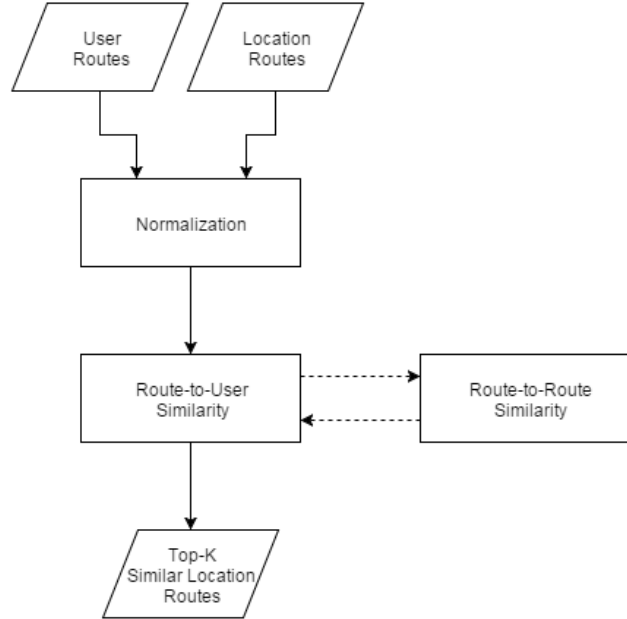 User
Routes
Location
Routes
Normalization
Route-to-User
Similarity
Route-to-Route
Similarity
Top-K
Similar Location
Routes